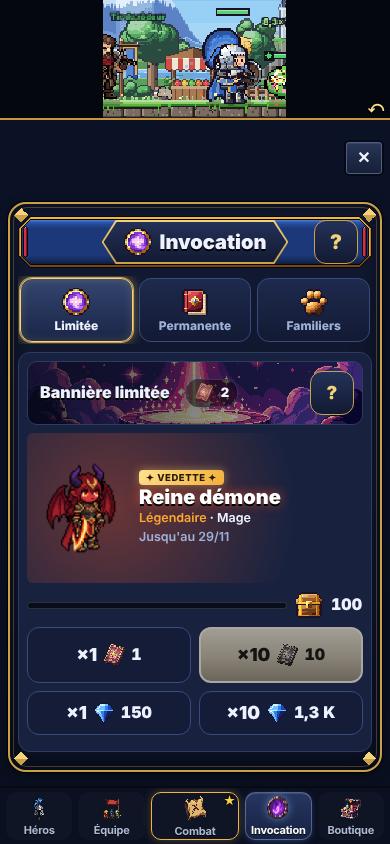 Invocation
?
Limitée
Permanente
Familiers
Bannière limitée 2
?
✦ VEDETTE ✦
Reine démone
Légendaire · Mage
Jusqu'au 29/11
100
×1 1
×10 10
×1 150
×10 1,3 K
Héros
Équipe
Combat
Invocation
Boutique